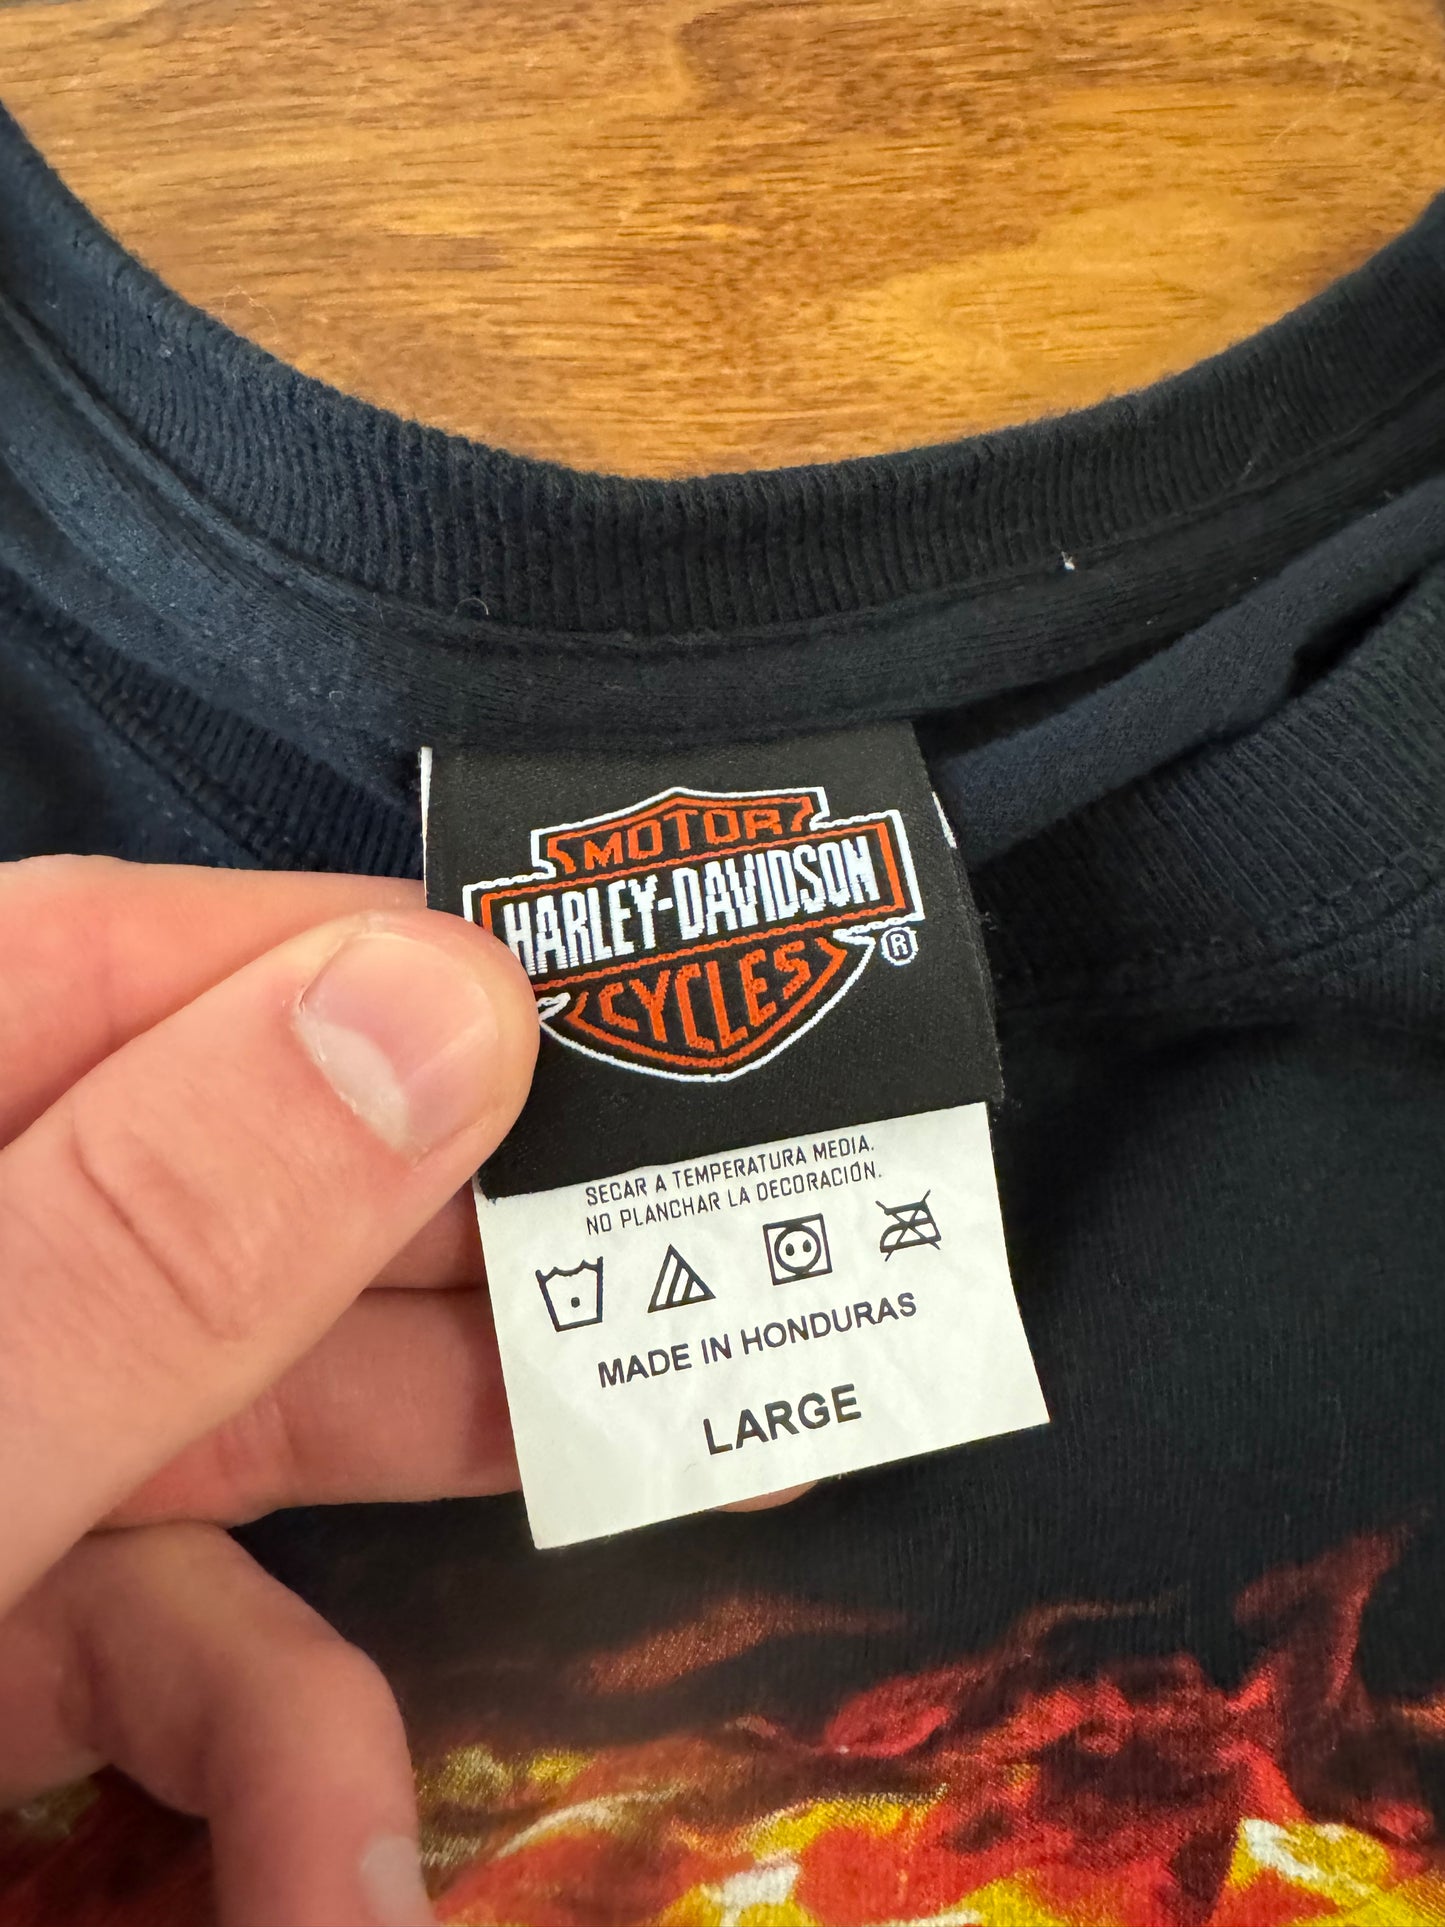 MOTOR
HARLEY-DAVIDSON
CYCLES
®
SECAR A TEMPERATURA MEDIA.
NO PLANCHAR LA DECORACIÓN.
MADE IN HONDURAS
LARGE